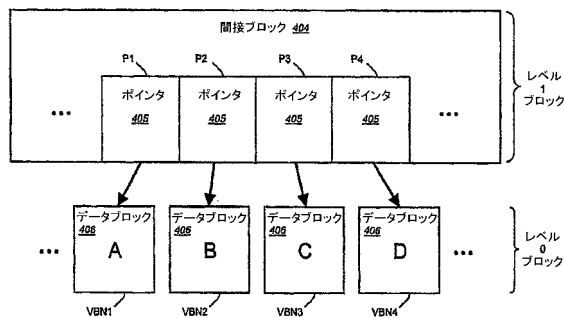 間接ブロック 404
P1 P2 P3 P4
... ポインタ ポインタ ポインタ ポインタ ...
405 405 405 405
レベル
1
ブロック
... データブロック データブロック データブロック データブロック ...
406 406 406 406
A B C D
レベル
0
ブロック
VBN1 VBN2 VBN3 VBN4